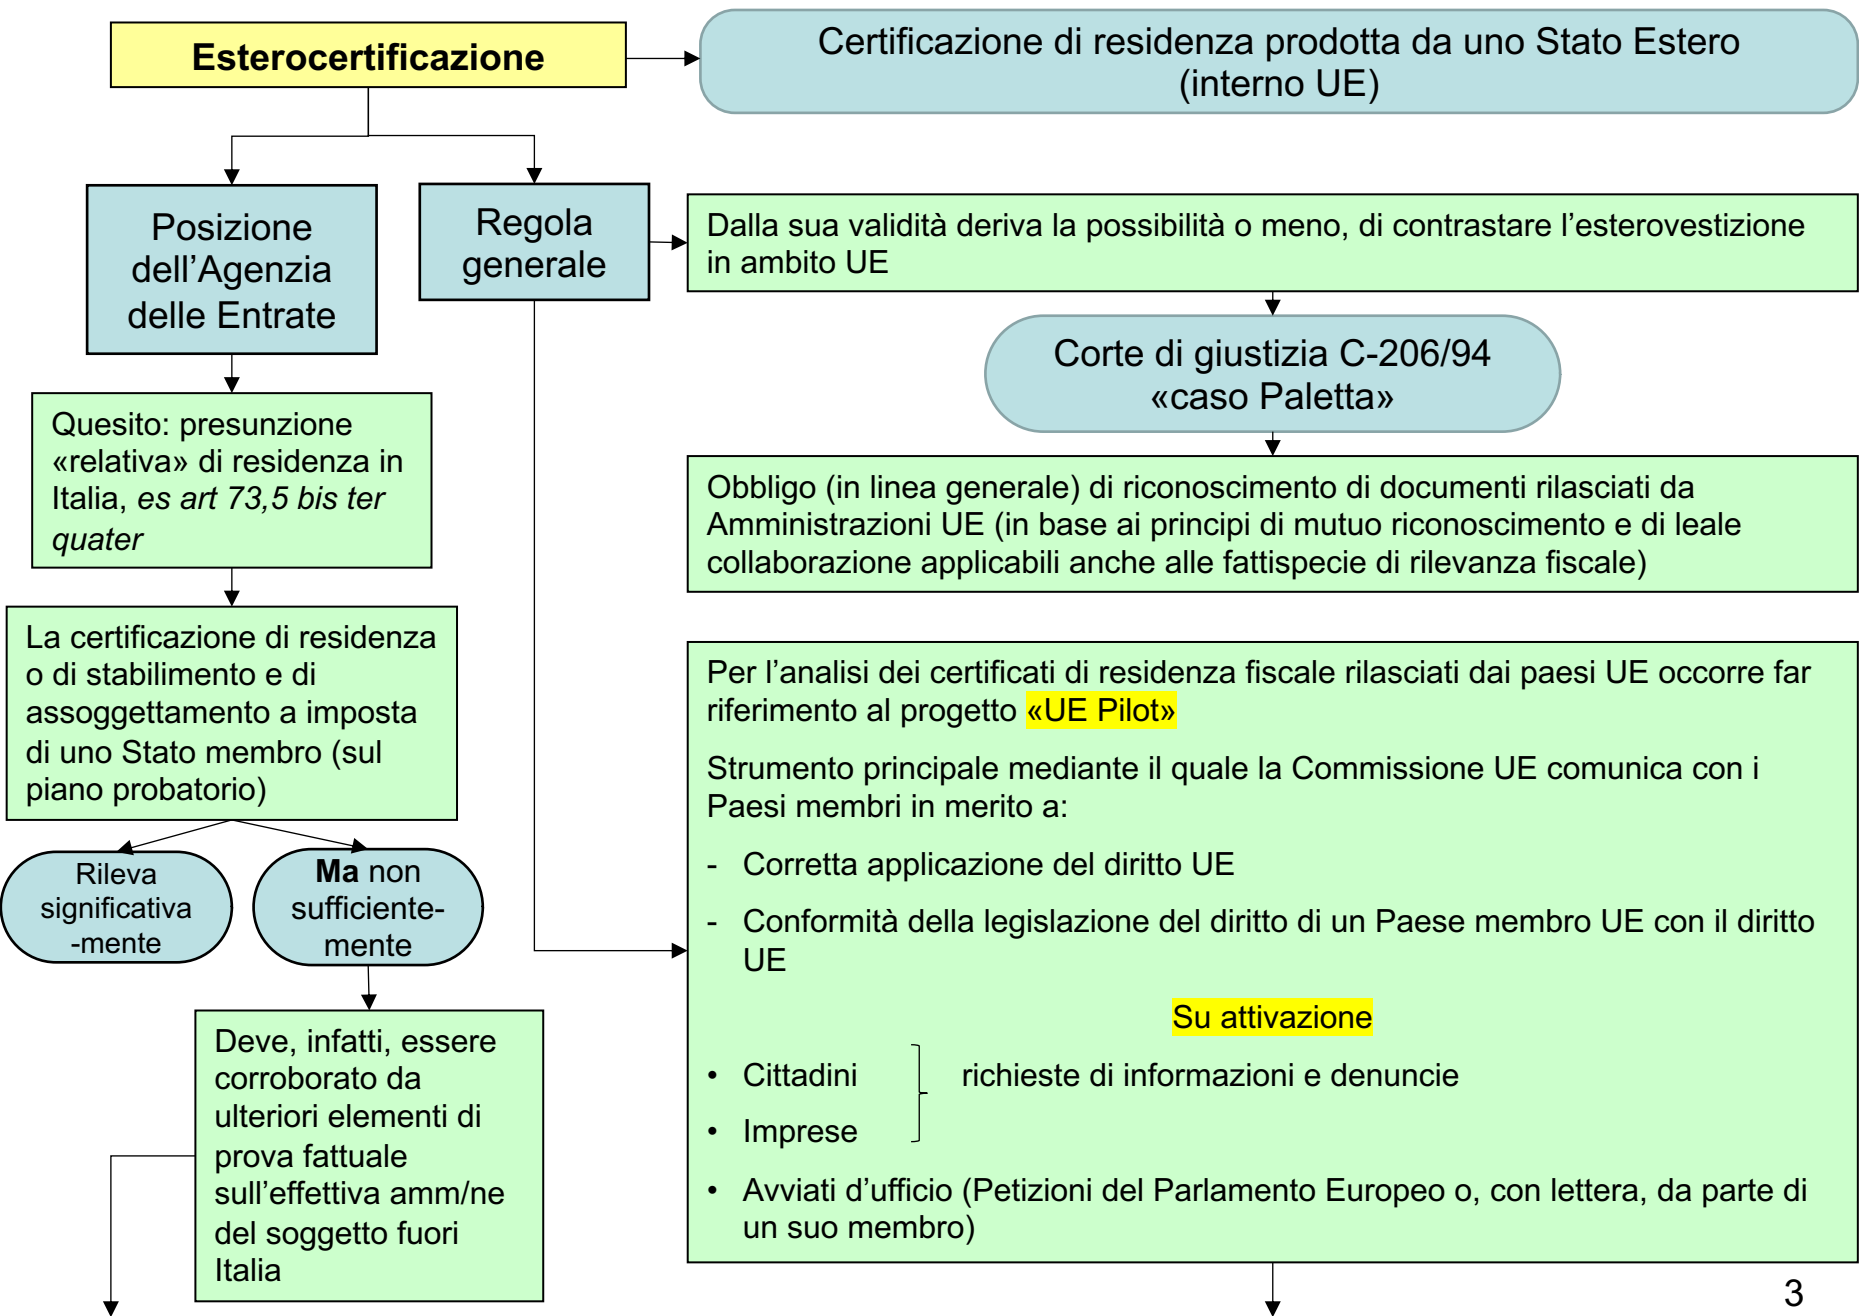 Esterocertificazione
Certificazione di residenza prodotta da uno Stato Estero
(interno UE)
Posizione
dell’Agenzia
delle Entrate
Regola
generale
Dalla sua validità deriva la possibilità o meno, di contrastare l’esterovestizione
in ambito UE
Corte di giustizia C-206/94
«caso Paletta»
Quesito: presunzione
«relativa» di residenza in
Italia, es art 73,5 bis ter
quater
Obbligo (in linea generale) di riconoscimento di documenti rilasciati da
Amministrazioni UE (in base ai principi di mutuo riconoscimento e di leale
collaborazione applicabili anche alle fattispecie di rilevanza fiscale)
La certificazione di residenza
o di stabilimento e di
assoggettamento a imposta
di uno Stato membro (sul
piano probatorio)
Rileva
significativa
-mente
Ma non
sufficiente-
mente
Deve, infatti, essere
corroborato da
ulteriori elementi di
prova fattuale
sull’effettiva amm/ne
del soggetto fuori
Italia
Per l’analisi dei certificati di residenza fiscale rilasciati dai paesi UE occorre far
riferimento al progetto «UE Pilot»
Strumento principale mediante il quale la Commissione UE comunica con i
Paesi membri in merito a:
- Corretta applicazione del diritto UE
- Conformità della legislazione del diritto di un Paese membro UE con il diritto
UE
Su attivazione
• Cittadini
richieste di informazioni e denuncie
• Imprese
• Avviati d’ufficio (Petizioni del Parlamento Europeo o, con lettera, da parte di
un suo membro)
3